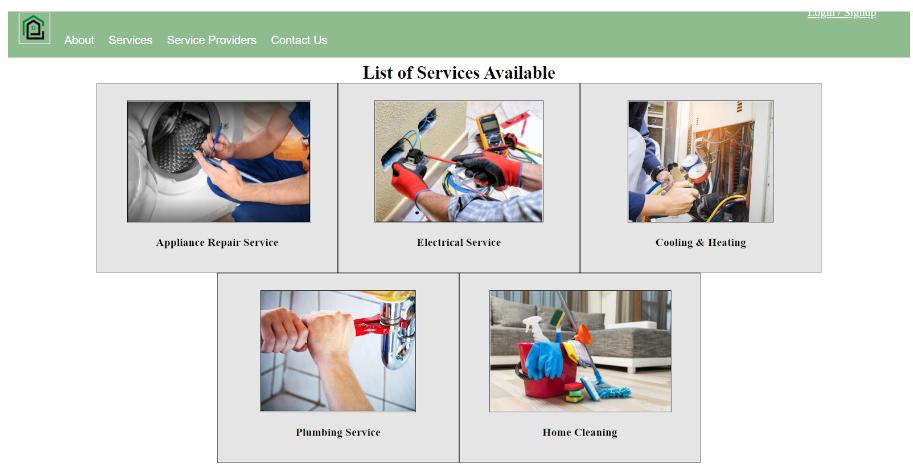 Login / Signup
About Services Service Providers Contact Us
List of Services Available
Appliance Repair Service Electrical Service Cooling & Heating
Plumbing Service Home Cleaning